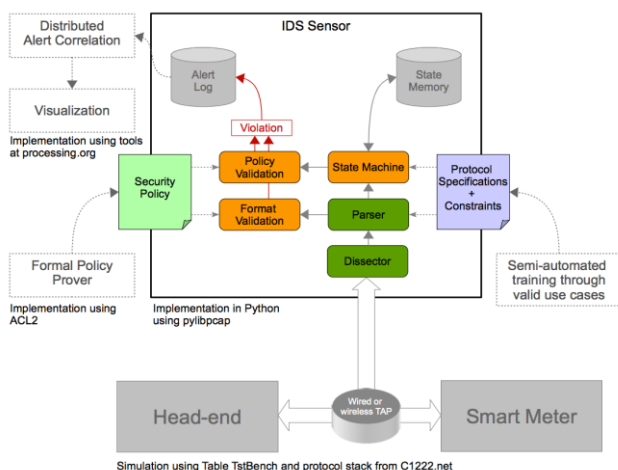 Distributed
Alert Correlation
IDS Sensor
Alert
Log
State
Memory
Visualization
Implementation using tools
at processing.org
Violation
Security
Policy
Policy
Validation
State Machine
Protocol
Specifications
+
Constraints
Format
Validation
Parser
Dissector
Formal Policy
Prover
Semi-automated
training through
valid use cases
Implementation using
ACL2
Implementation in Python
using pylibpcap
Head-end
Wired or
wireless TAP
Smart Meter
Simulation using Table TstBench and protocol stack from C1222.net